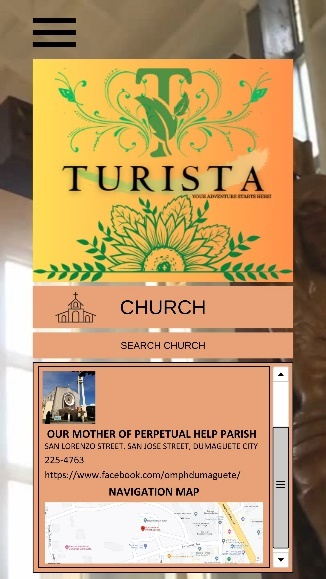 T
TURISTA
YOUR ADVENTURE STARTS HERE!
CHURCH
SEARCH CHURCH
OUR MOTHER OF PERPETUAL HELP PARISH
SAN LORENZO STREET, SAN JOSE STREET, DUMAGUETE CITY
225-4763
https://www.facebook.com/omphdumaguete/
NAVIGATION MAP